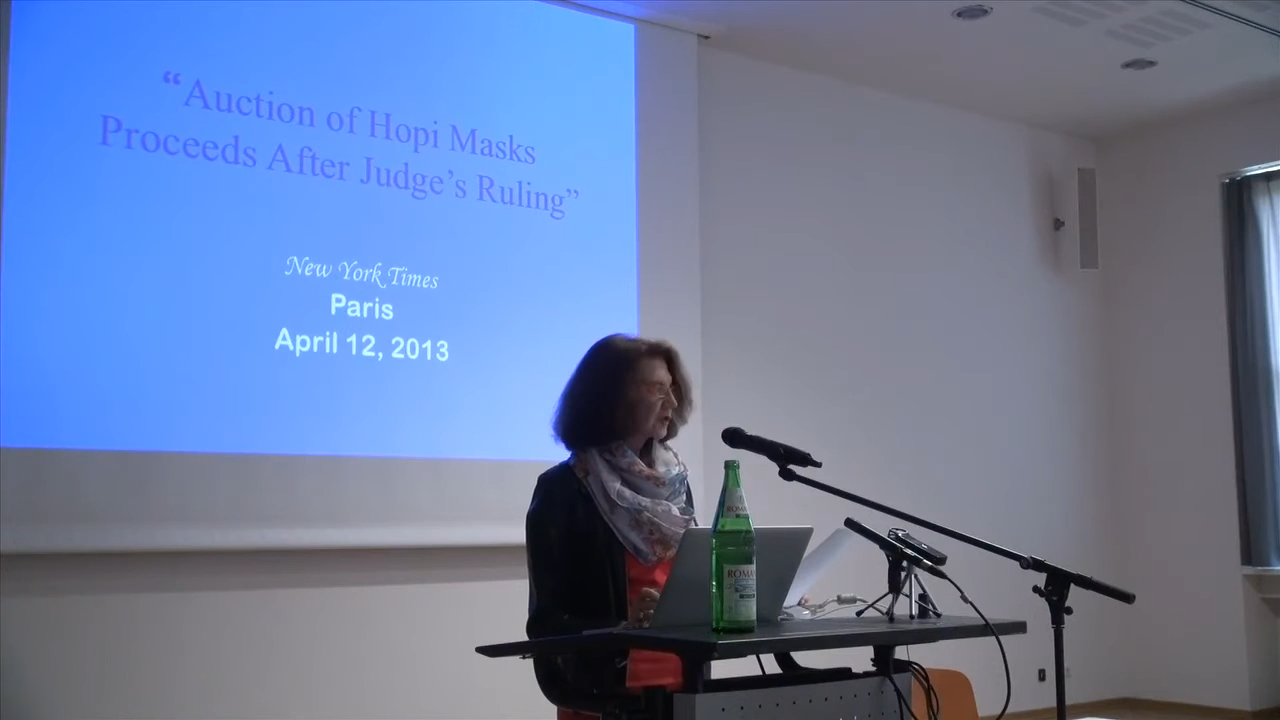 “Auction of Hopi Masks
Proceeds After Judge’s Ruling”
New York Times
Paris
April 12, 2013